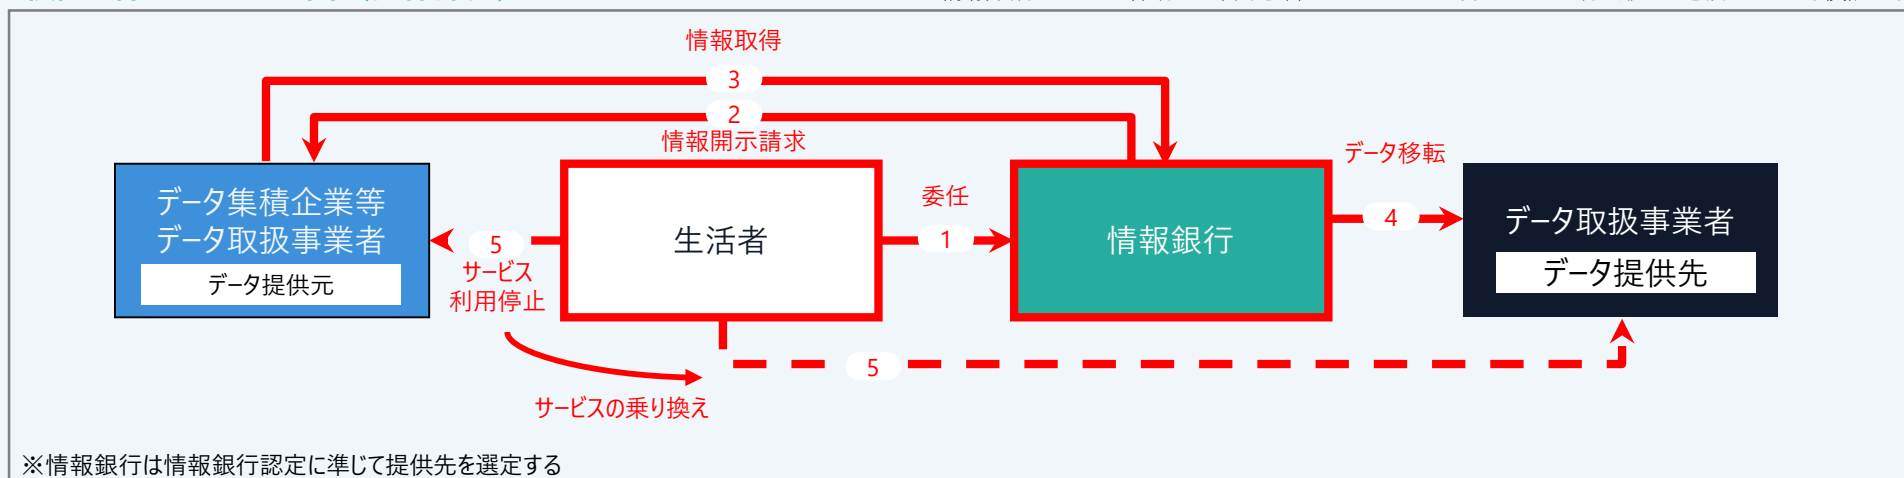 情報取得
3
2
情報開示請求
データ移転
データ集積企業等
データ取扱事業者
データ提供元
5
サービス
利用停止
生活者
委任
1
情報銀行
4
データ取扱事業者
データ提供先
5
サービスの乗り換え
※情報銀行は情報銀行認定に準じて提供先を選定する